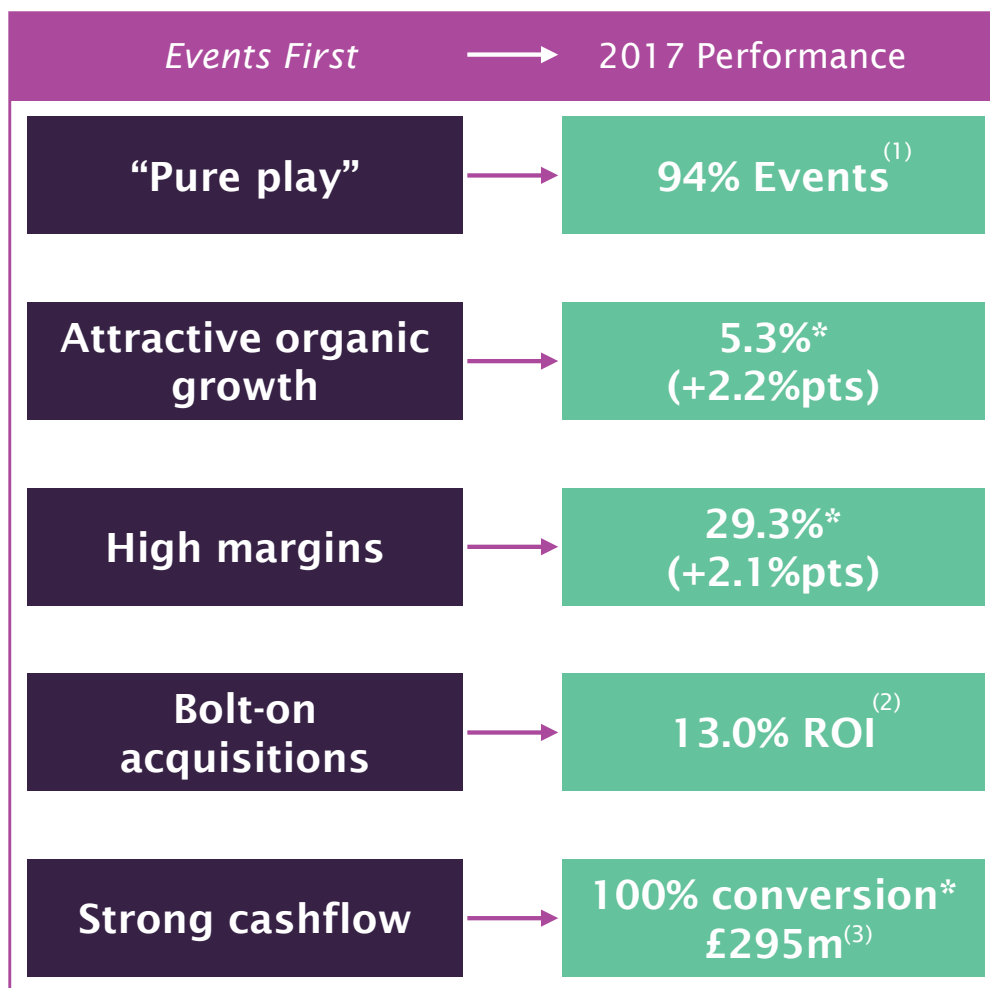 Events First 2017 Performance
“Pure play” 94% Events(1)
Attractive organic
growth
5.3%*
(+2.2%pts)
High margins
29.3%*
(+2.1%pts)
Bolt-on
acquisitions
13.0% ROI(2)
Strong cashflow
100% conversion*
£295m(3)